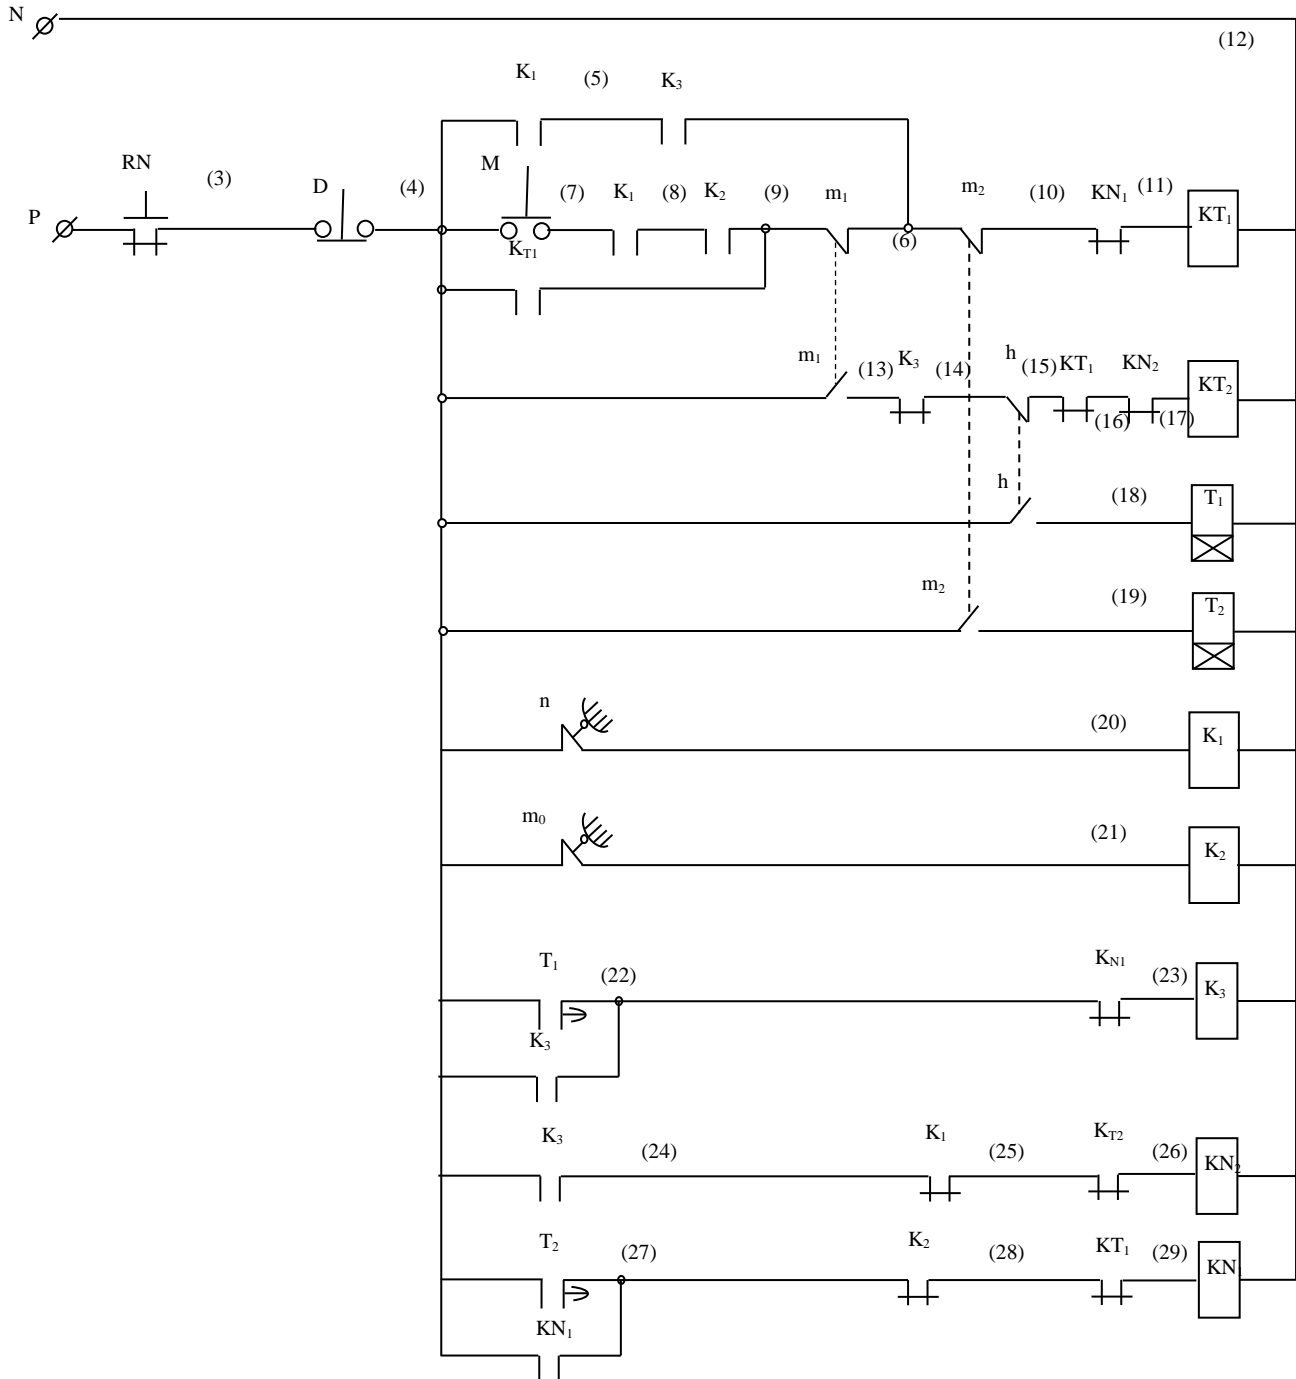 N
(12)
K₁ (5) K₃
RN (3) D (4) M (7) K₁ (8) K₂ (9) m₁ m₂ (10) KN₁ (11) KT₁
P
K_T1 (6)
m₁ (13) K₃ (14) h (15) KT₁ KN₂ KT₂
(16) (17)
h (18) T₁
m₂ (19) T₂
n (20) K₁
m₀ (21) K₂
T₁ (22) K_N1 (23) K₃
K₃
K₃ (24) K₁ (25) K_T2 (26) KN₂
T₂ (27) K₂ (28) KT₁ (29) KN
KN₁